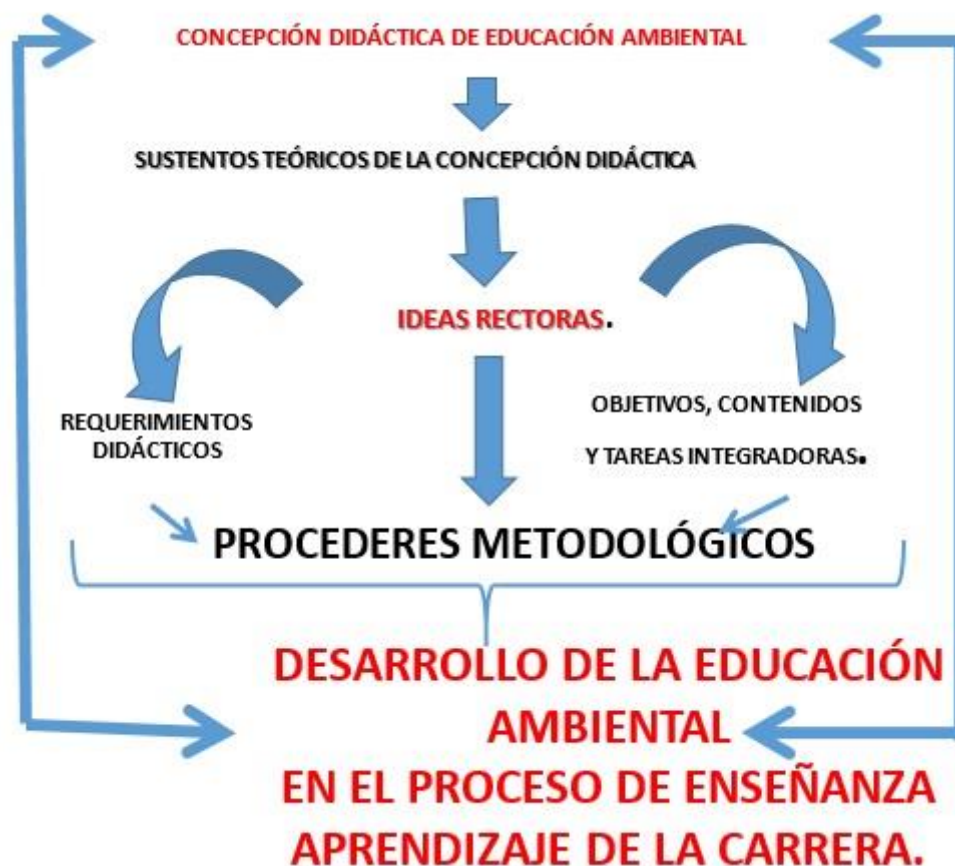 CONCEPCIÓN DIDÁCTICA DE EDUCACIÓN AMBIENTAL
SUSTENTOS TEÓRICOS DE LA CONCEPCIÓN DIDÁCTICA
IDEAS RECTORAS.
REQUERIMIENTOS
DIDÁCTICOS
OBJETIVOS, CONTENIDOS
Y TAREAS INTEGRADORAS.
PROCEDERES METODOLÓGICOS
DESARROLLO DE LA EDUCACIÓN
AMBIENTAL
EN EL PROCESO DE ENSEÑANZA
APRENDIZAJE DE LA CARRERA.